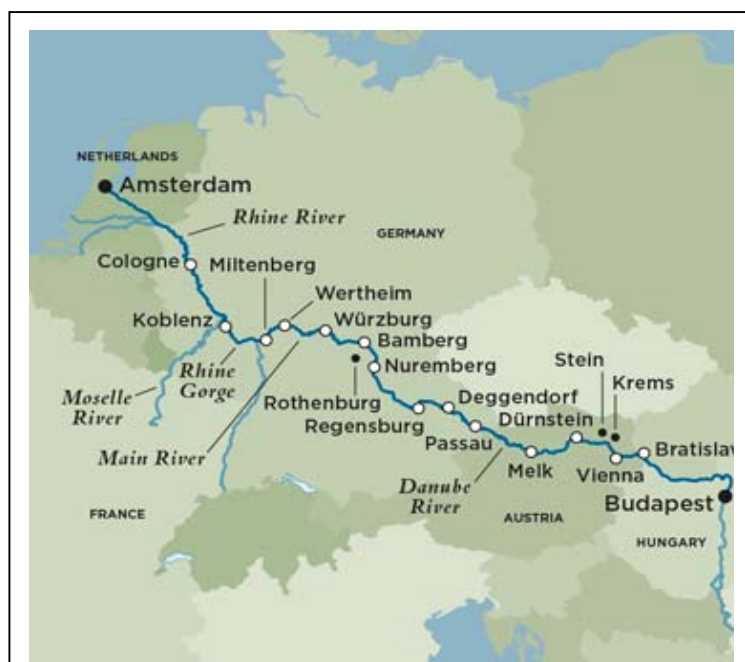 NETHERLANDS
Amsterdam
Rhine River
GERMANY
Cologne
Miltenberg
Wertheim
Koblenz
Würzburg
Bamberg
Rhine
Gorge
Nuremberg
Stein
Krems
Moselle
River
Rothenburg
Deggendorf
Dürnstein
Regensburg
Main River
Passau
Melk
Vienna
Bratislav
Danube
River
Budapest
FRANCE
AUSTRIA
HUNGARY